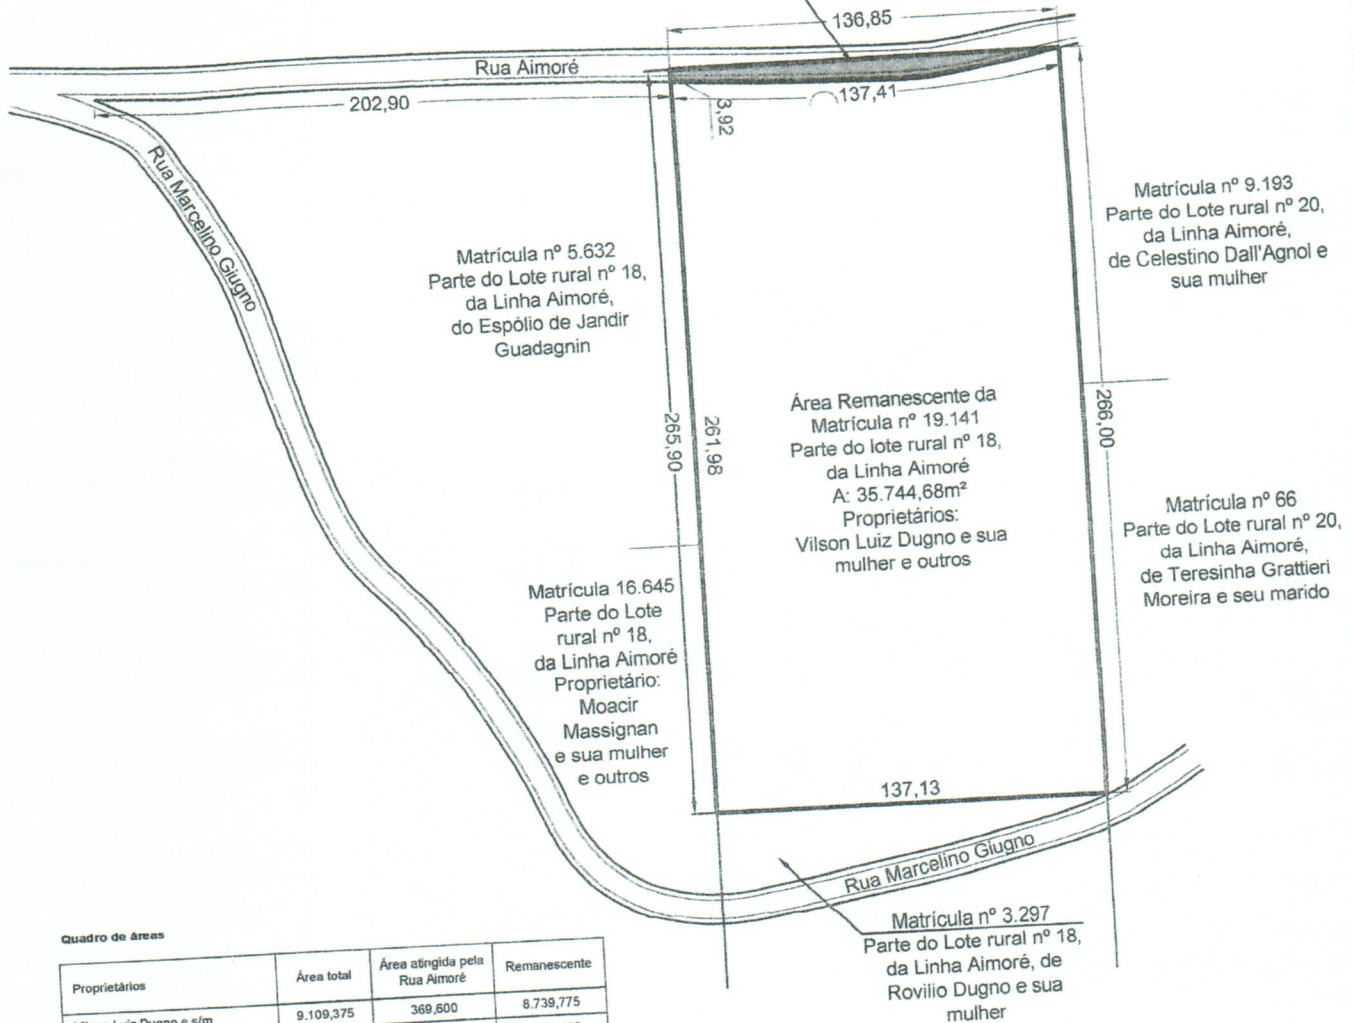 136,85
Rua Aimoré
202,90
137,41
3,92
Rua Marcelino Giugno
Matrícula nº 5.632
Parte do Lote rural nº 18,
da Linha Aimoré,
do Espólio de Jandir
Guadagnin
Matrícula nº 9.193
Parte do Lote rural nº 20,
da Linha Aimoré,
de Celestino Dall'Agnol e
sua mulher
265,90
261,98
266,00
Área Remanescente da
Matrícula nº 19.141
Parte do lote rural nº 18,
da Linha Aimoré
A: 35.744,68m²
Proprietários:
Vilson Luiz Dugno e sua
mulher e outros
Matrícula nº 66
Parte do Lote rural nº 20,
da Linha Aimoré,
de Teresinha Grattieri
Moreira e seu marido
Matrícula 16.645
Parte do Lote
rural nº 18,
da Linha Aimoré
Proprietário:
Moacir
Massignan
e sua mulher
e outros
137,13
Rua Marcelino Giugno
Matrícula nº 3.297
Parte do Lote rural nº 18,
da Linha Aimoré, de
Rovilio Dugno e sua
mulher
Quadro de áreas
Proprietários
Área total
Área atingida pela
Rua Aimoré
Remanescente
Luiz Dugno e s/m
9.109,375
369,600
8.739,775